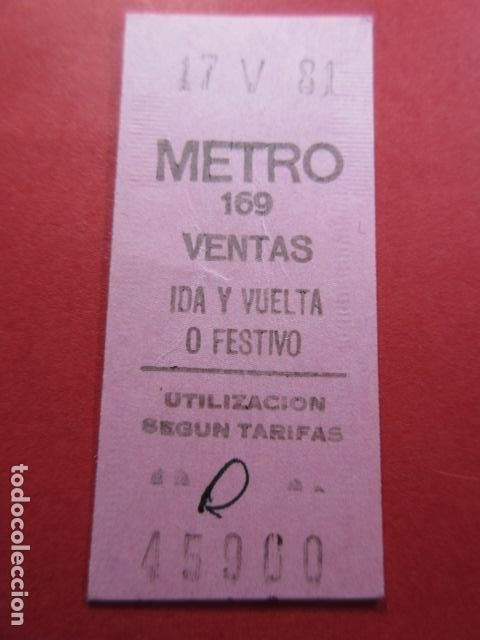 17 V 81
METRO
169
VENTAS
IDA Y VUELTA
O FESTIVO
UTILIZACION
SEGUN TARIFAS
45900
todocoleccion